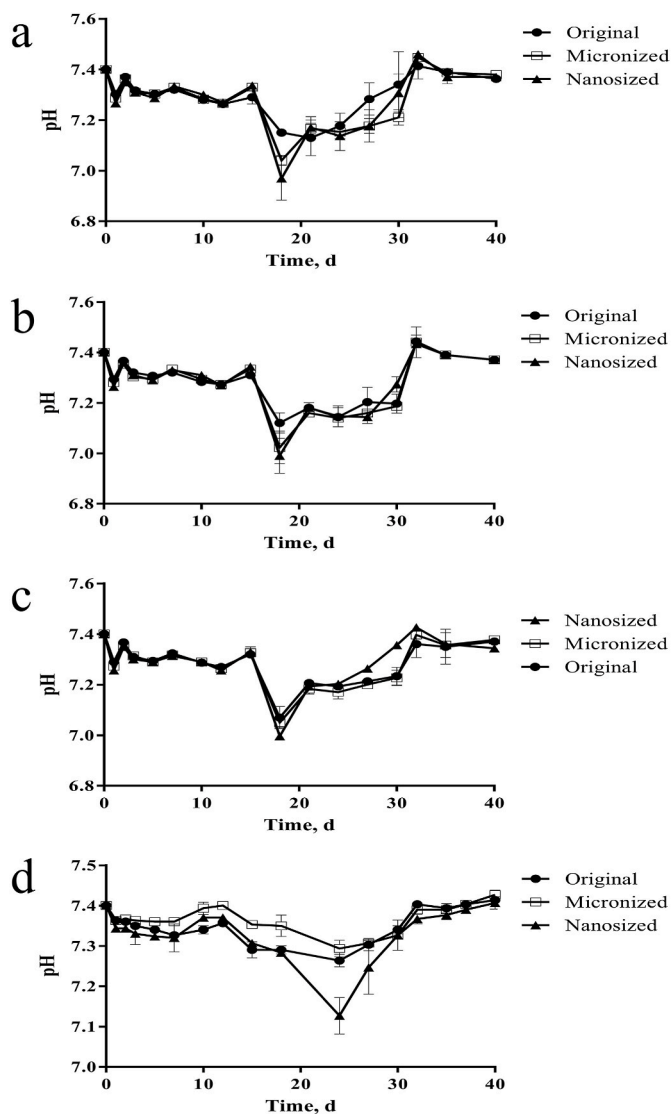 a
7.6
7.4
7.2
7.0
6.8
pH
0 10 20 30 40
Time, d
Original
Micronized
Nanosized
b
7.6
7.4
7.2
7.0
6.8
pH
0 10 20 30 40
Time, d
Original
Micronized
Nanosized
c
7.6
7.4
7.2
7.0
6.8
pH
0 10 20 30 40
Time, d
Nanosized
Micronized
Original
d
7.5
7.4
7.3
7.2
7.1
7.0
pH
0 10 20 30 40
Time, d
Original
Micronized
Nanosized